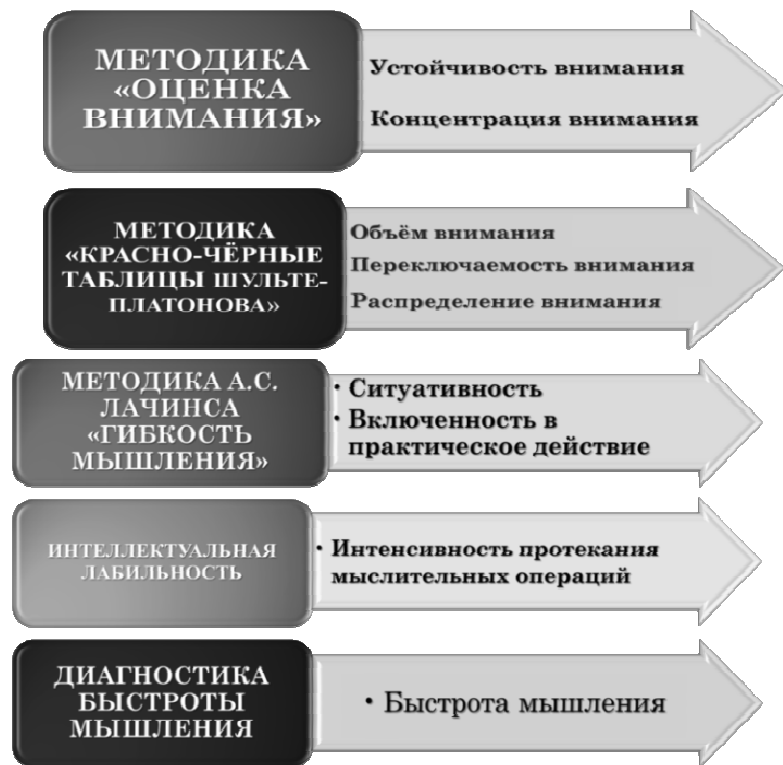 МЕТОДИКА
«ОЦЕНКА
ВНИМАНИЯ»
Устойчивость внимания
Концентрация внимания
МЕТОДИКА
«КРАСНО-ЧЁРНЫЕ
ТАБЛИЦЫ ШУЛЬТЕ-
ПЛАТОНОВА»
Объём внимания
Переключаемость внимания
Распределение внимания
МЕТОДИКА А.С.
ЛАЧИНСА
«ГИБКОСТЬ
МЫШЛЕНИЯ»
• Ситуативность
• Включенность в
практическое действие
ИНТЕЛЛЕКТУАЛЬНАЯ
ЛАБИЛЬНОСТЬ
• Интенсивность протекания
мыслительных операций
ДИАГНОСТИКА
БЫСТРОТЫ
МЫШЛЕНИЯ
• Быстрота мышления